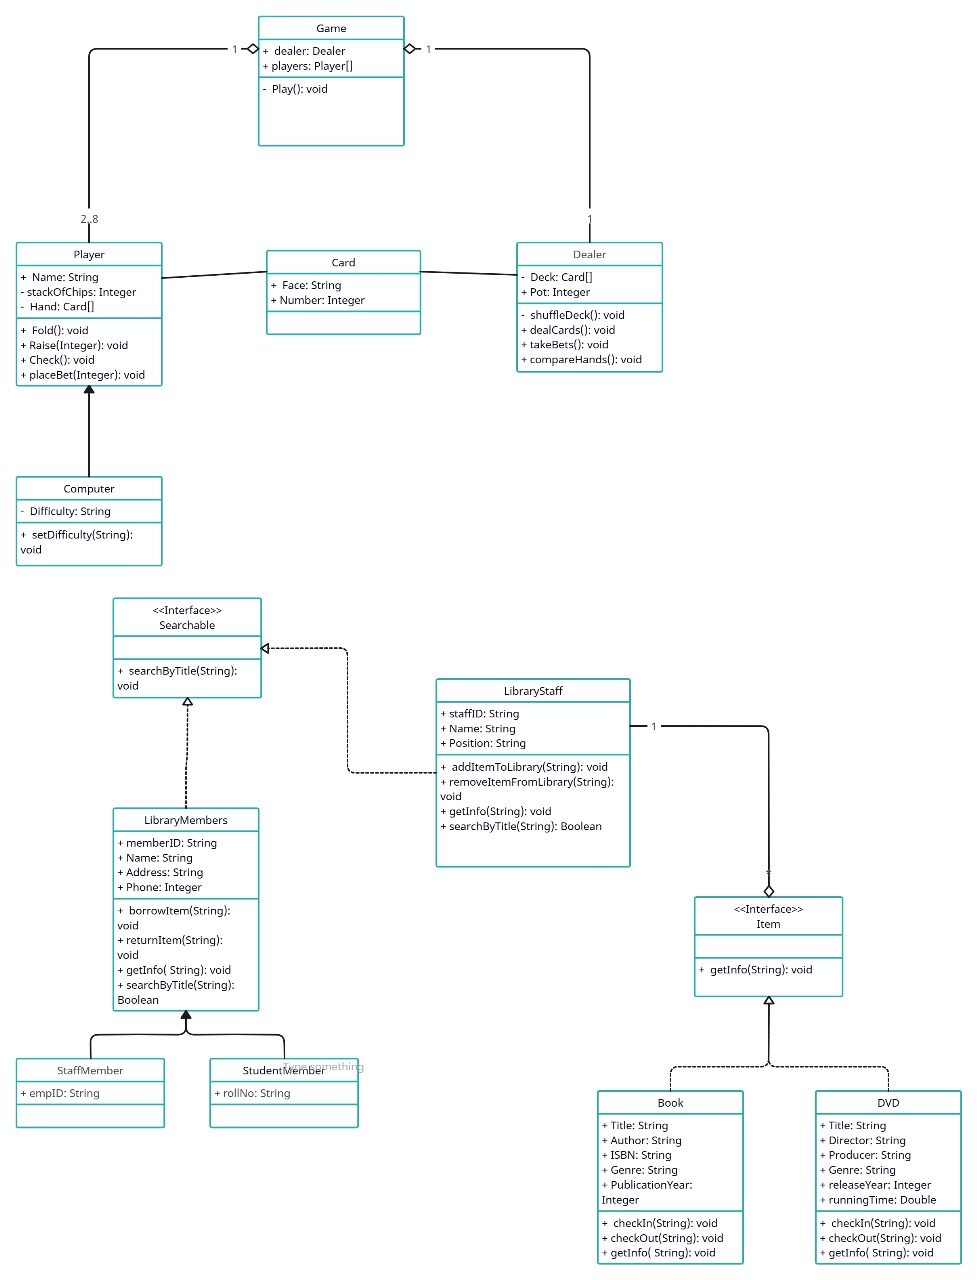 Game
1
+ dealer: Dealer
+ players: Player[]
1
- Play(): void
2..8
1
Player
+ Name: String
- stackOfChips: Integer
- Hand: Card[]
+ Fold(): void
+ Raise(Integer): void
+ Check(): void
+ placeBet(Integer): void
Card
+ Face: String
+ Number: Integer
Dealer
- Deck: Card[]
+ Pot: Integer
- shuffleDeck(): void
+ dealCards(): void
+ takeBets(): void
+ compareHands(): void
Computer
- Difficulty: String
+ setDifficulty(String):
void
<<Interface>>
Searchable
+ searchByTitle(String):
void
LibraryStaff
+ staffID: String
+ Name: String
+ Position: String
+ addItemToLibrary(String): void
+ removeItemFromLibrary(String):
void
+ getInfo(String): void
+ searchByTitle(String): Boolean
1
LibraryMembers
+ memberID: String
+ Name: String
+ Address: String
+ Phone: Integer
+ borrowItem(String):
void
+ returnItem(String):
void
+ getInfo( String): void
+ searchByTitle(String):
Boolean
*
<<Interface>>
Item
+ getInfo(String): void
StaffMember
+ empID: String
StudentMember
Type something
+ rollNo: String
Book
+ Title: String
+ Author: String
+ ISBN: String
+ Genre: String
+ PublicationYear:
Integer
+ checkIn(String): void
+ checkOut(String): void
+ getInfo( String): void
DVD
+ Title: String
+ Director: String
+ Producer: String
+ Genre: String
+ releaseYear: Integer
+ runningTime: Double
+ checkIn(String): void
+ checkOut(String): void
+ getInfo( String): void